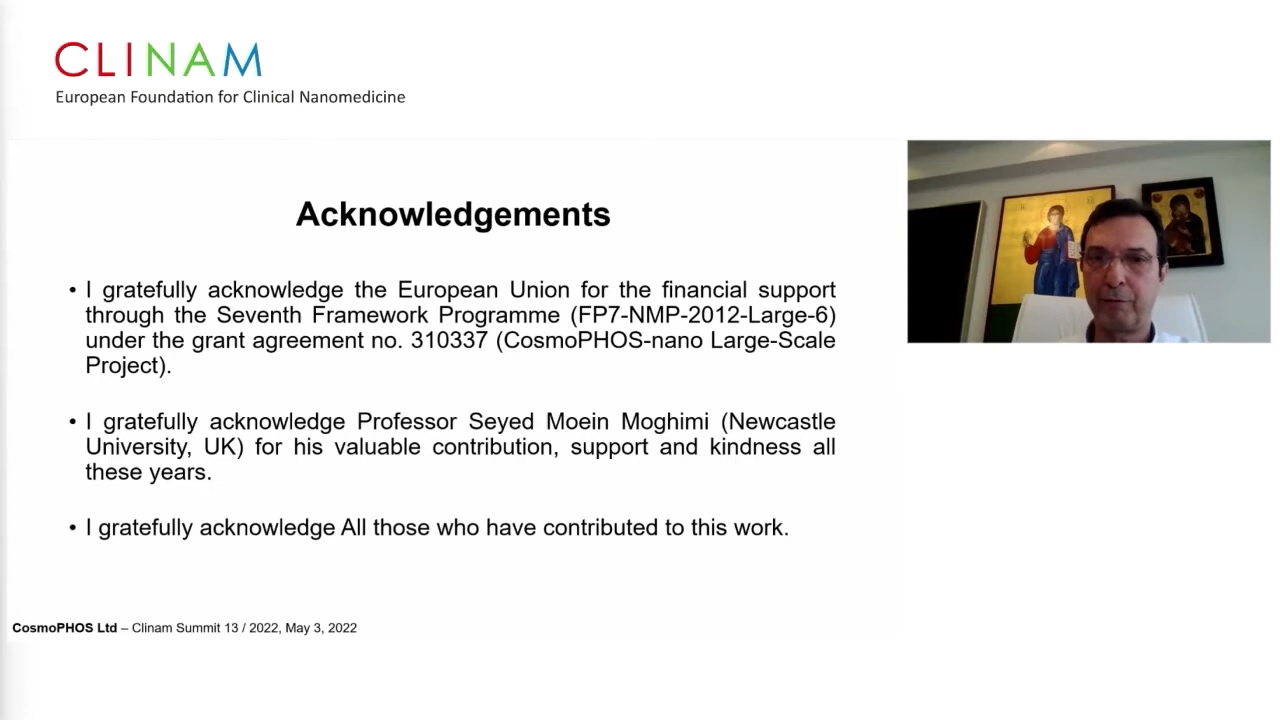 CLINAM
European Foundation for Clinical Nanomedicine
Acknowledgements
• I gratefully acknowledge the European Union for the financial support
through the Seventh Framework Programme (FP7-NMP-2012-Large-6)
under the grant agreement no. 310337 (CosmoPHOS-nano Large-Scale
Project).
• I gratefully acknowledge Professor Seyed Moein Moghimi (Newcastle
University, UK) for his valuable contribution, support and kindness all
these years.
• I gratefully acknowledge All those who have contributed to this work.
CosmoPHOS Ltd – Clinam Summit 13 / 2022, May 3, 2022